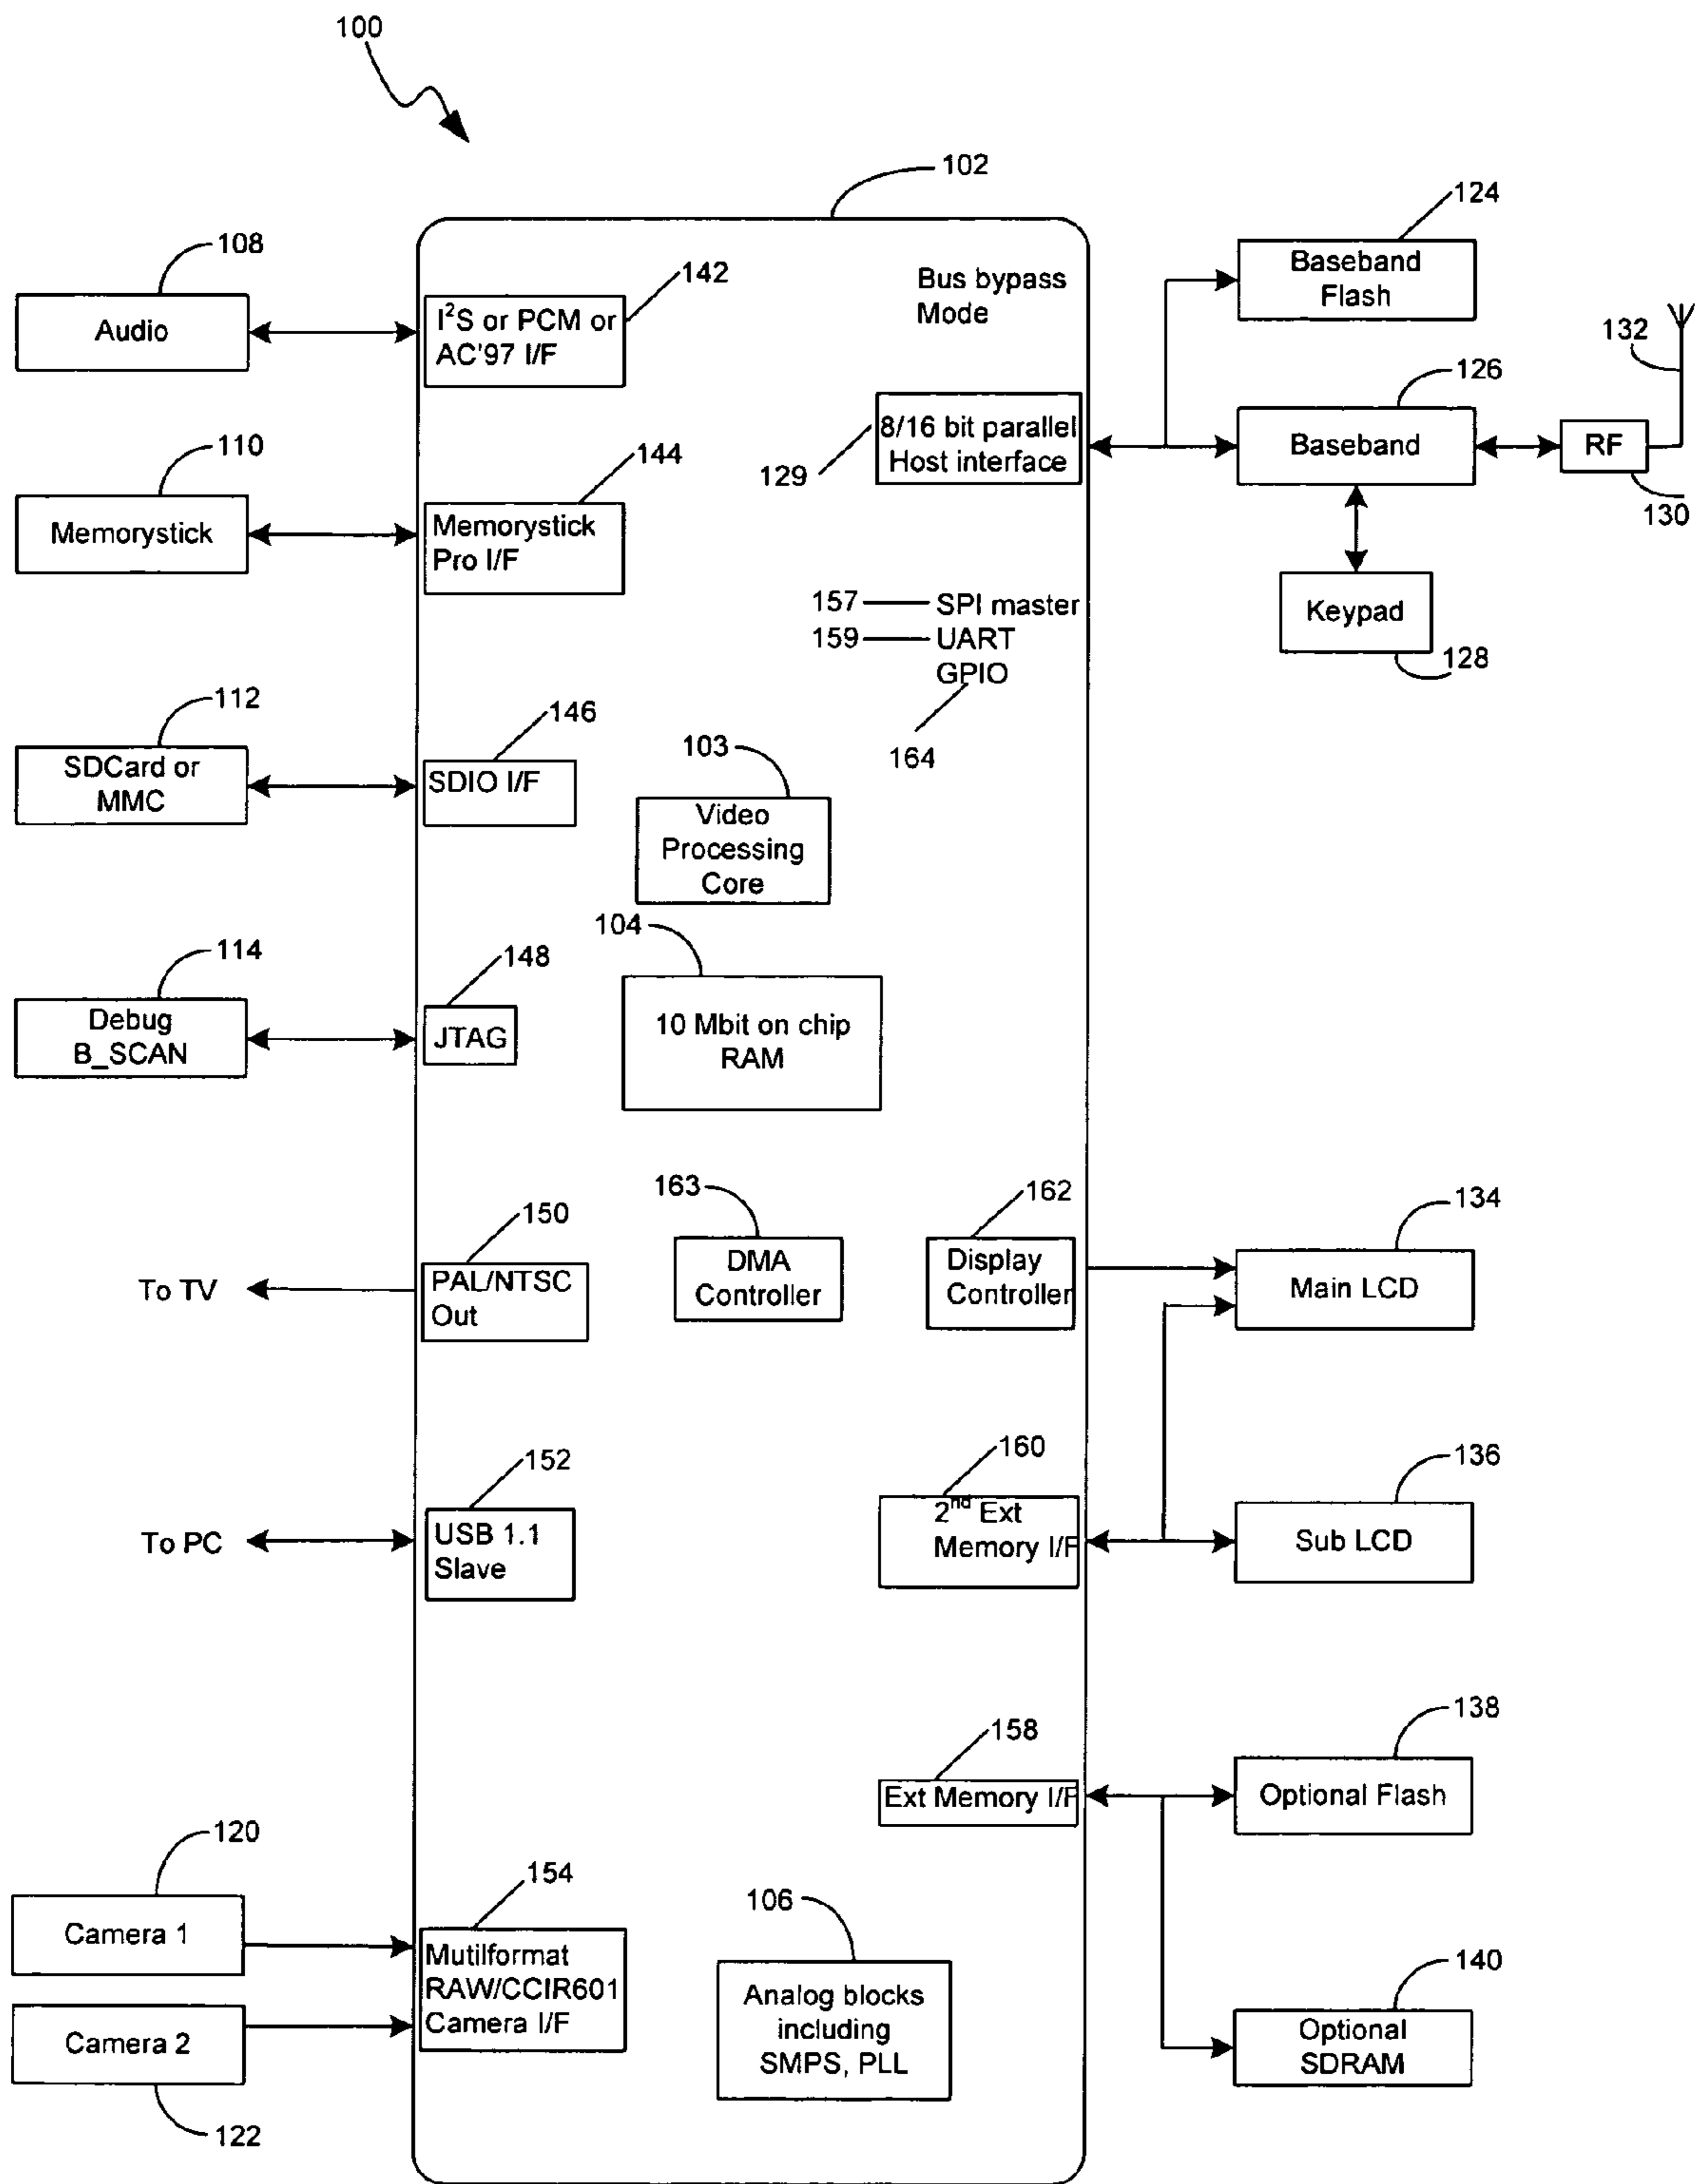 100
102
108
Audio
142
I²S or PCM or
AC'97 I/F
Bus bypass
Mode
124
Baseband
Flash
132
126
Baseband
RF
130
8/16 bit parallel
Host interface
129
110
Memorystick
144
Memorystick
Pro I/F
157 SPI master
159 UART
GPIO
164
Keypad
128
112
SDCard or
MMC
146
SDIO I/F
103
Video
Processing
Core
104
10 Mbit on chip
RAM
114
Debug
B_SCAN
148
JTAG
150
To TV
PAL/NTSC
Out
163
DMA
Controller
162
Display
Controller
134
Main LCD
152
To PC
USB 1.1
Slave
160
2nd Ext
Memory I/F
136
Sub LCD
158
Ext Memory I/F
138
Optional Flash
120
Camera 1
154
Mutilformat
RAW/CCIR601
Camera I/F
Camera 2
122
106
Analog blocks
including
SMPS, PLL
140
Optional
SDRAM